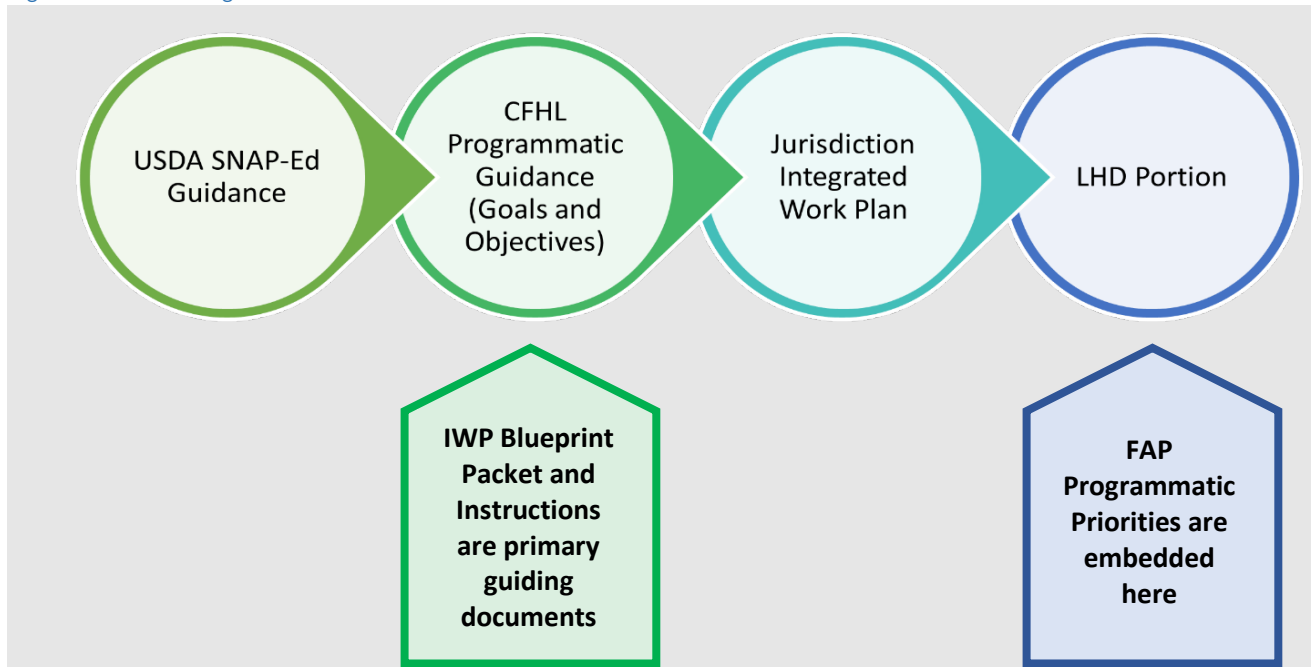 USDA SNAP-Ed
Guidance
CFHL
Programmatic
Guidance
(Goals and
Objectives)
Jurisdiction
Integrated
Work Plan
LHD Portion
IWP Blueprint
Packet and
Instructions
are primary
guiding
documents
FAP
Programmatic
Priorities are
embedded
here